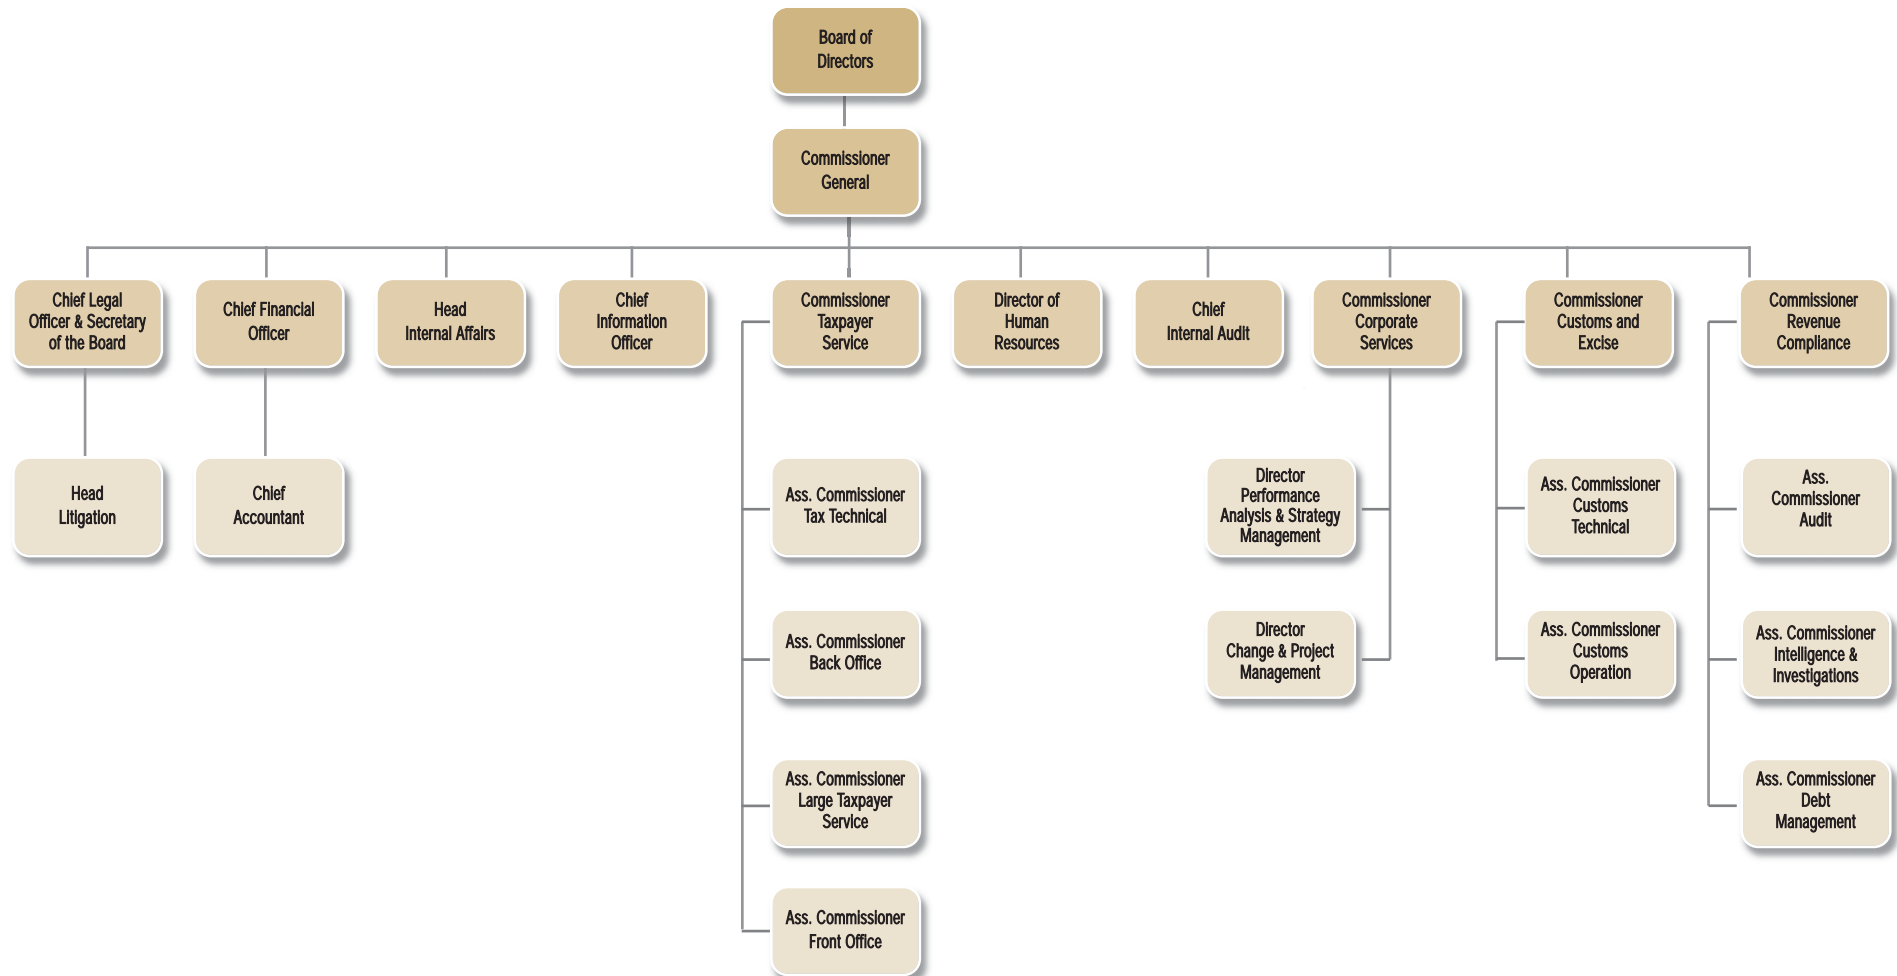 Board of
Directors
Commissioner
General
Chief Legal
Officer & Secretary
of the Board
Chief Financial
Officer
Head
Internal Affairs
Chief
Information
Officer
Commissioner
Taxpayer
Service
Director of
Human
Resources
Chief
Internal Audit
Commissioner
Corporate
Services
Commissioner
Customs and
Excise
Commissioner
Revenue
Compliance
Head
Litigation
Chief
Accountant
Ass. Commissioner
Tax Technical
Director
Performance
Analysis & Strategy
Management
Ass. Commissioner
Customs
Technical
Ass.
Commissioner
Audit
Ass. Commissioner
Back Office
Director
Change & Project
Management
Ass. Commissioner
Customs
Operation
Ass. Commissioner
Intelligence &
Investigations
Ass. Commissioner
Large Taxpayer
Service
Ass. Commissioner
Debt
Management
Ass. Commissioner
Front Office